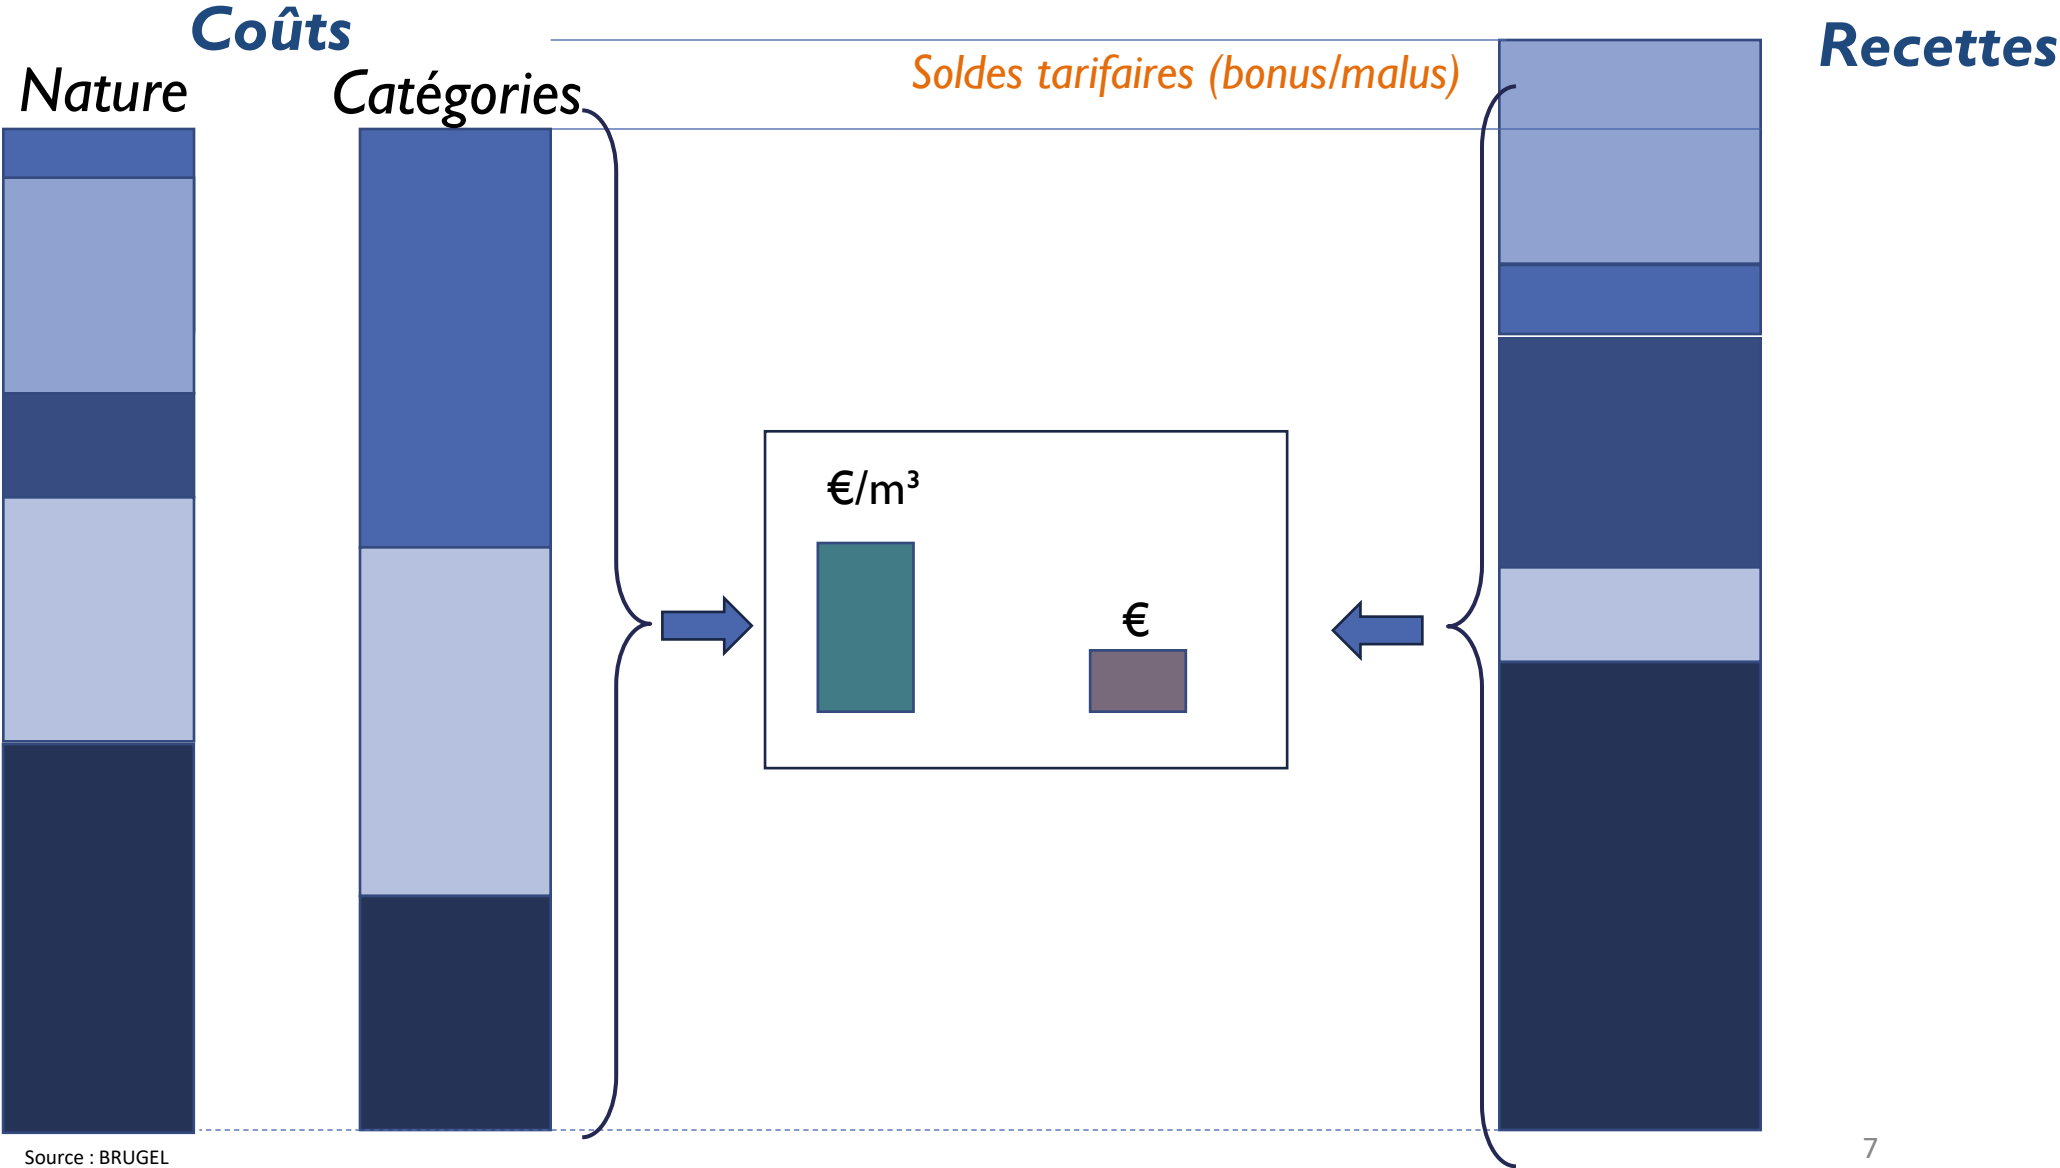 Coûts
Recettes
Nature
Catégories
Soldes tarifaires (bonus/malus)
€/m³
€
Source : BRUGEL
7